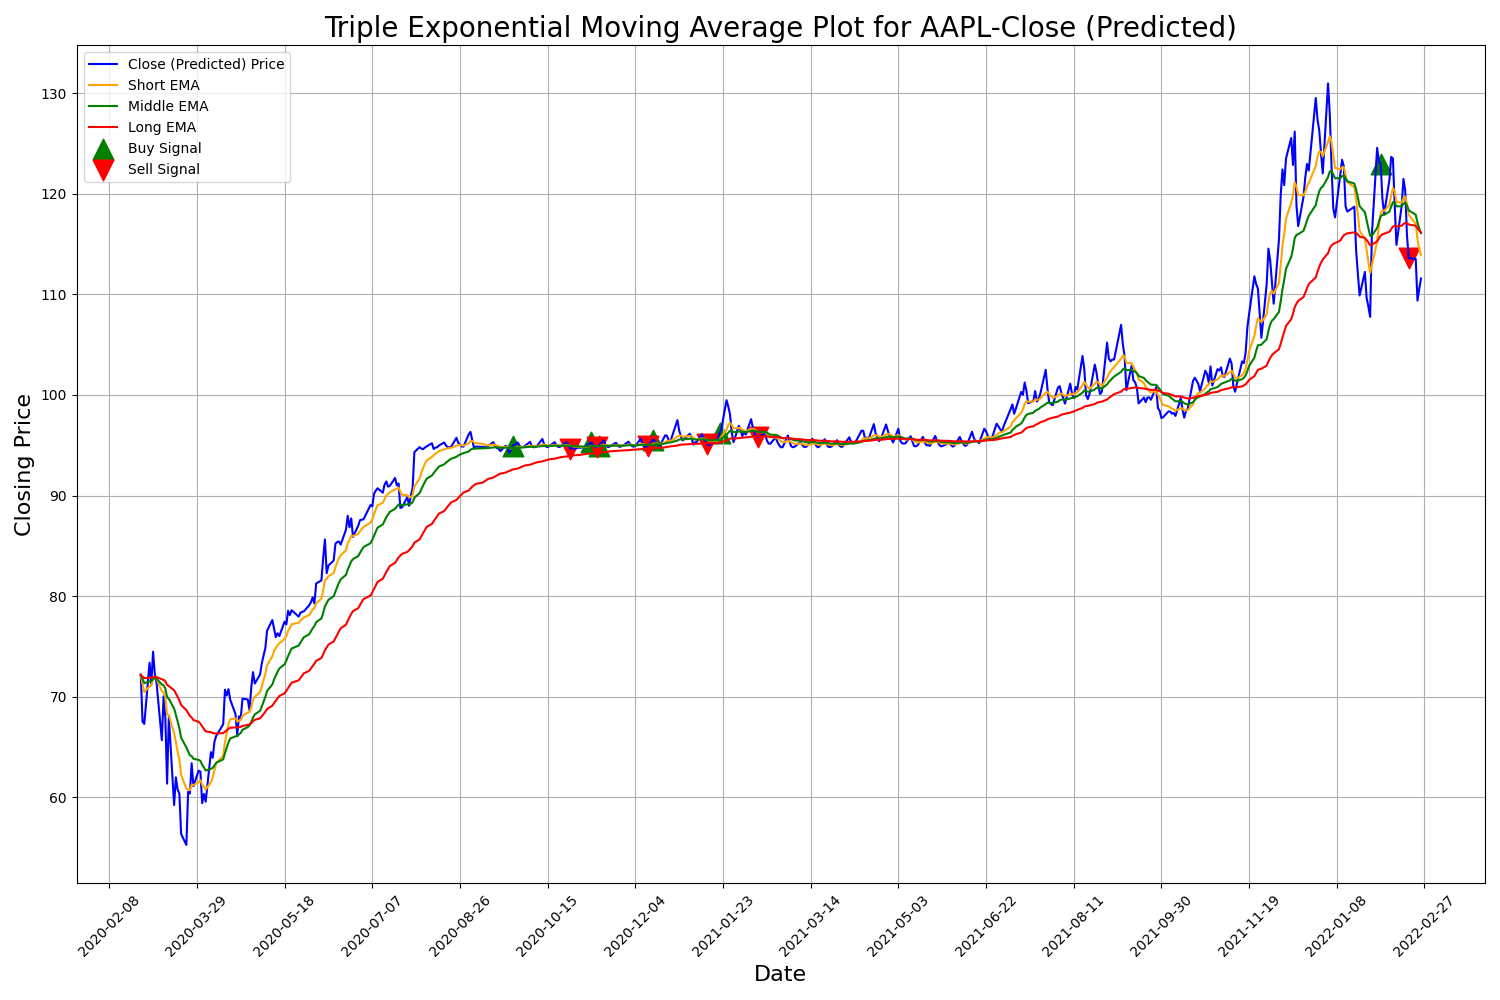 Triple Exponential Moving Average Plot for AAPL-Close (Predicted)
Close (Predicted) Price
Short EMA
Middle EMA
Long EMA
Buy Signal
Sell Signal
Closing Price
130
120
110
100
90
80
70
60
2020-02-08
2020-03-29
2020-05-18
2020-07-07
2020-08-26
2020-10-15
2020-12-04
2021-01-23
2021-03-14
2021-05-03
2021-06-22
2021-08-11
2021-09-30
2021-11-19
2022-01-08
2022-02-27
Date